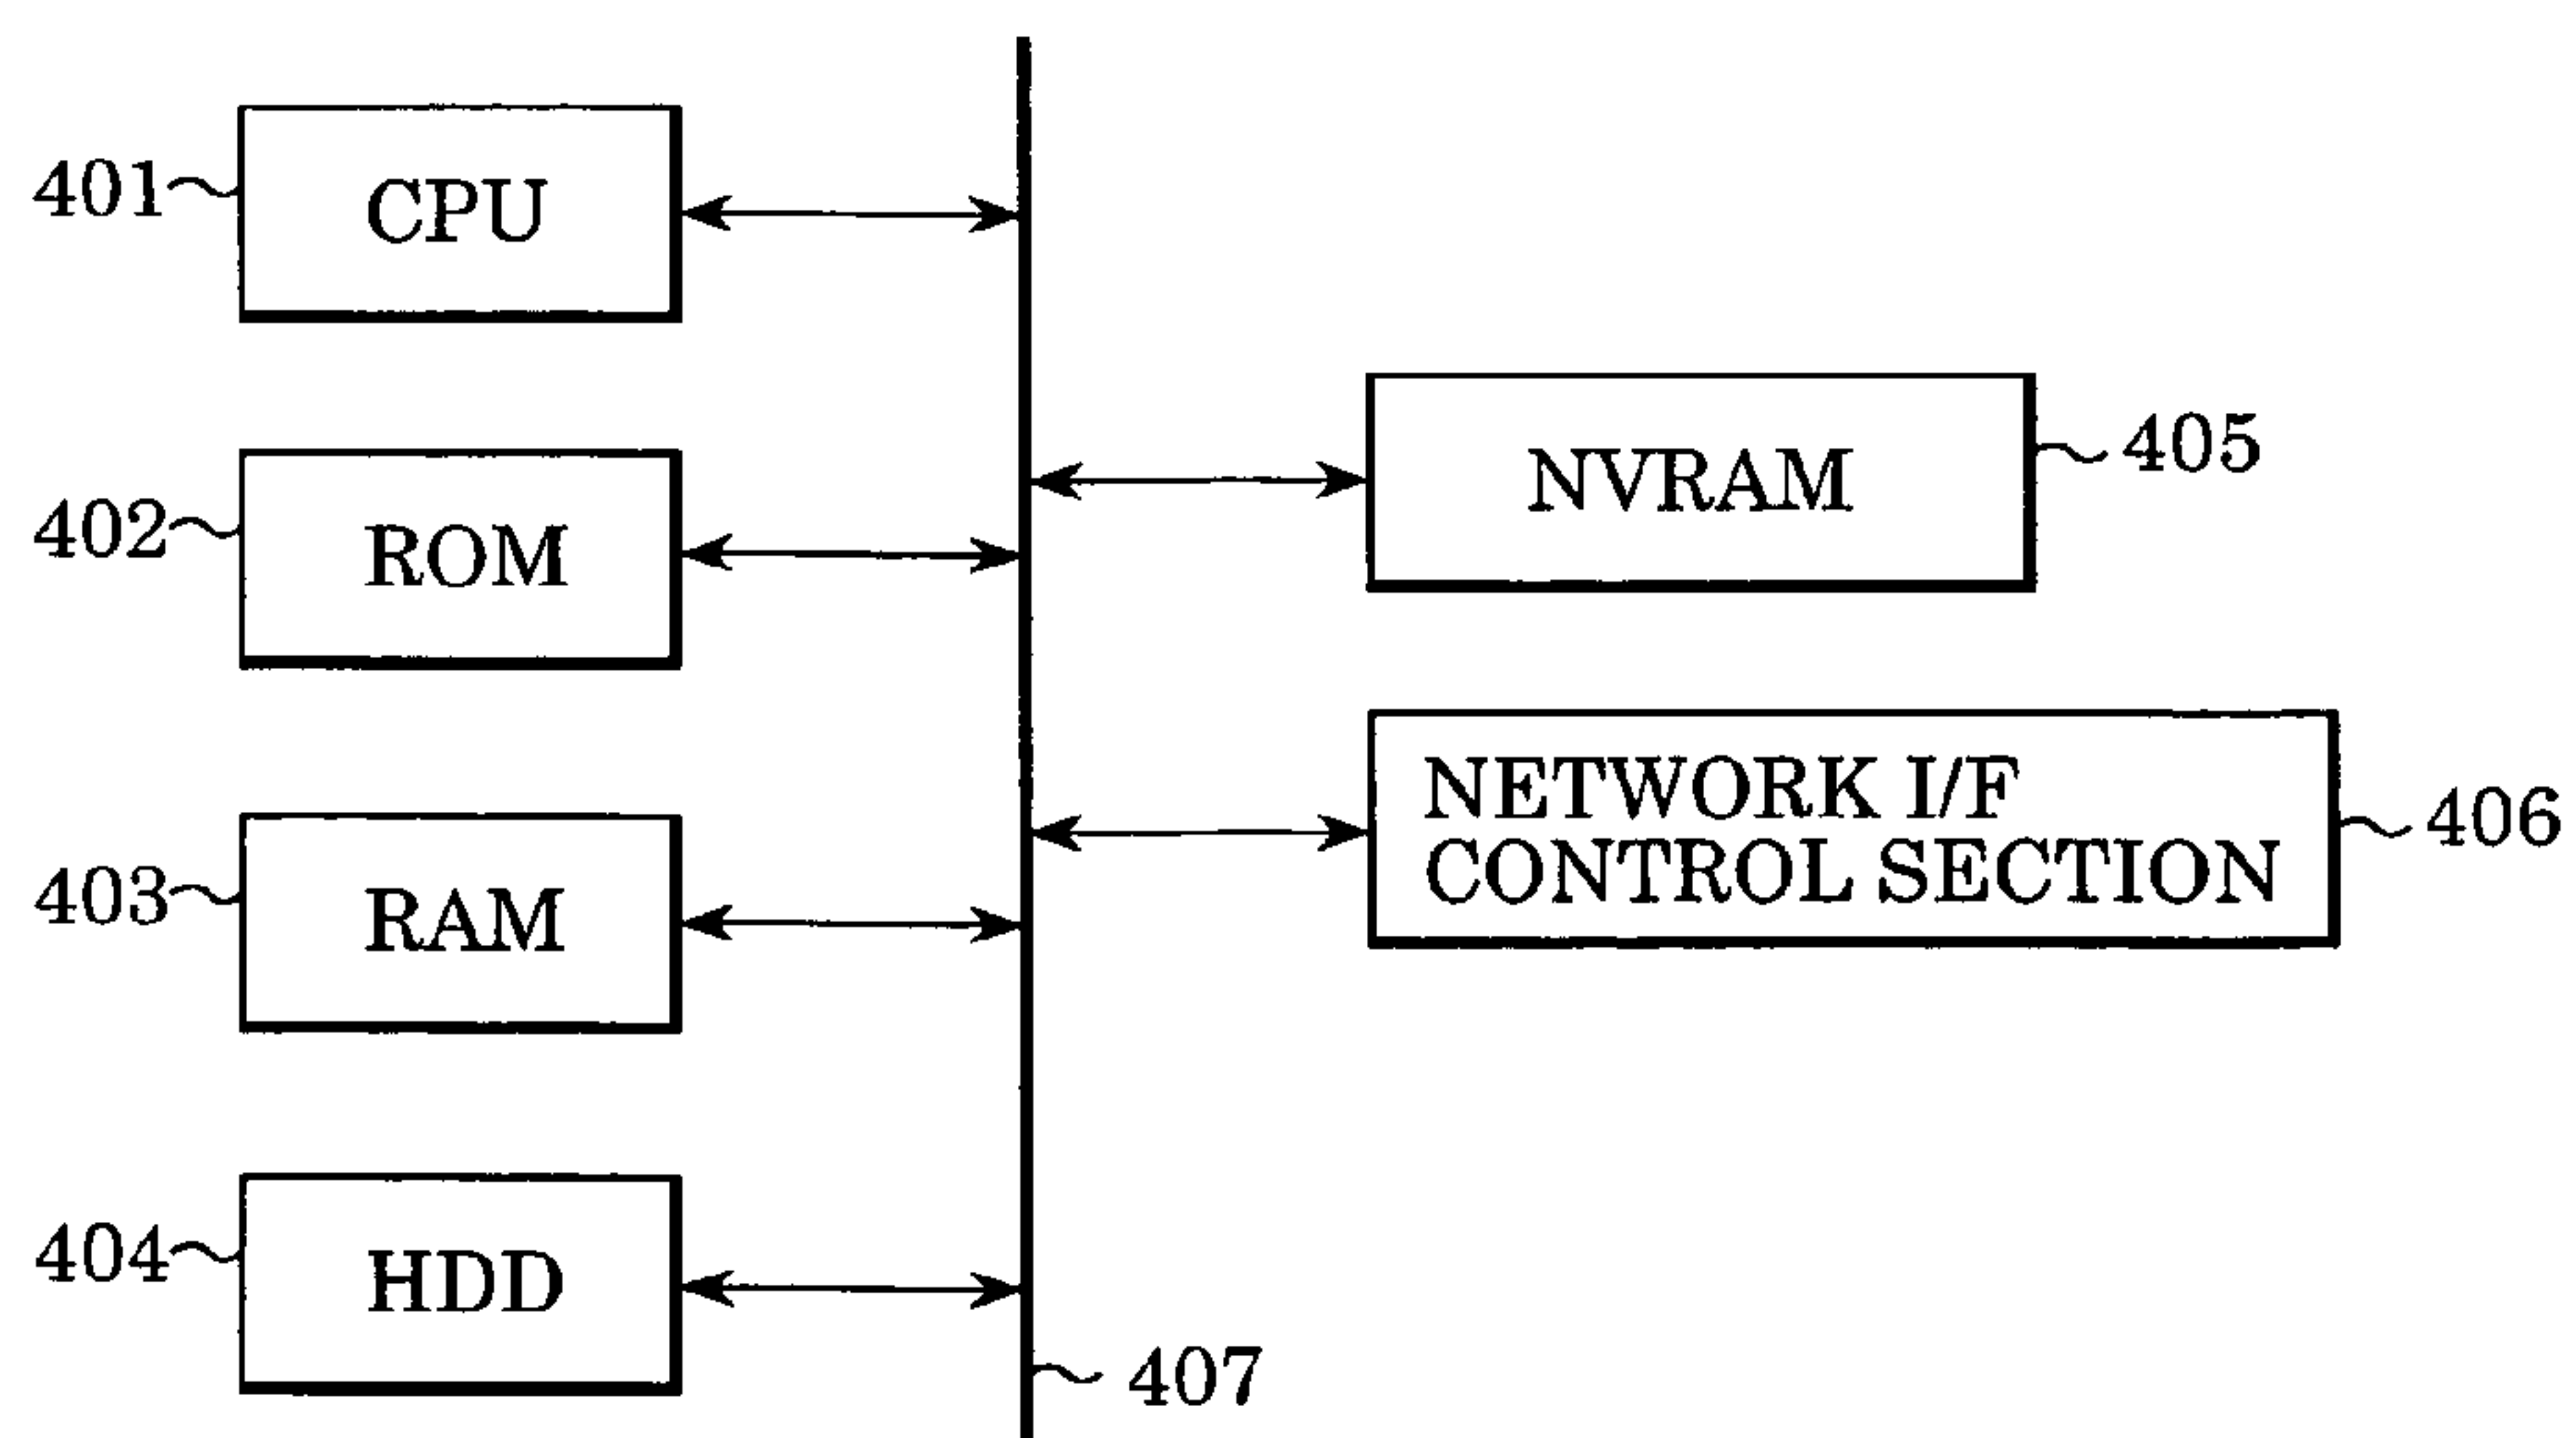 401
CPU
402
ROM
403
RAM
404
HDD
NVRAM
405
NETWORK I/F
CONTROL SECTION
406
407